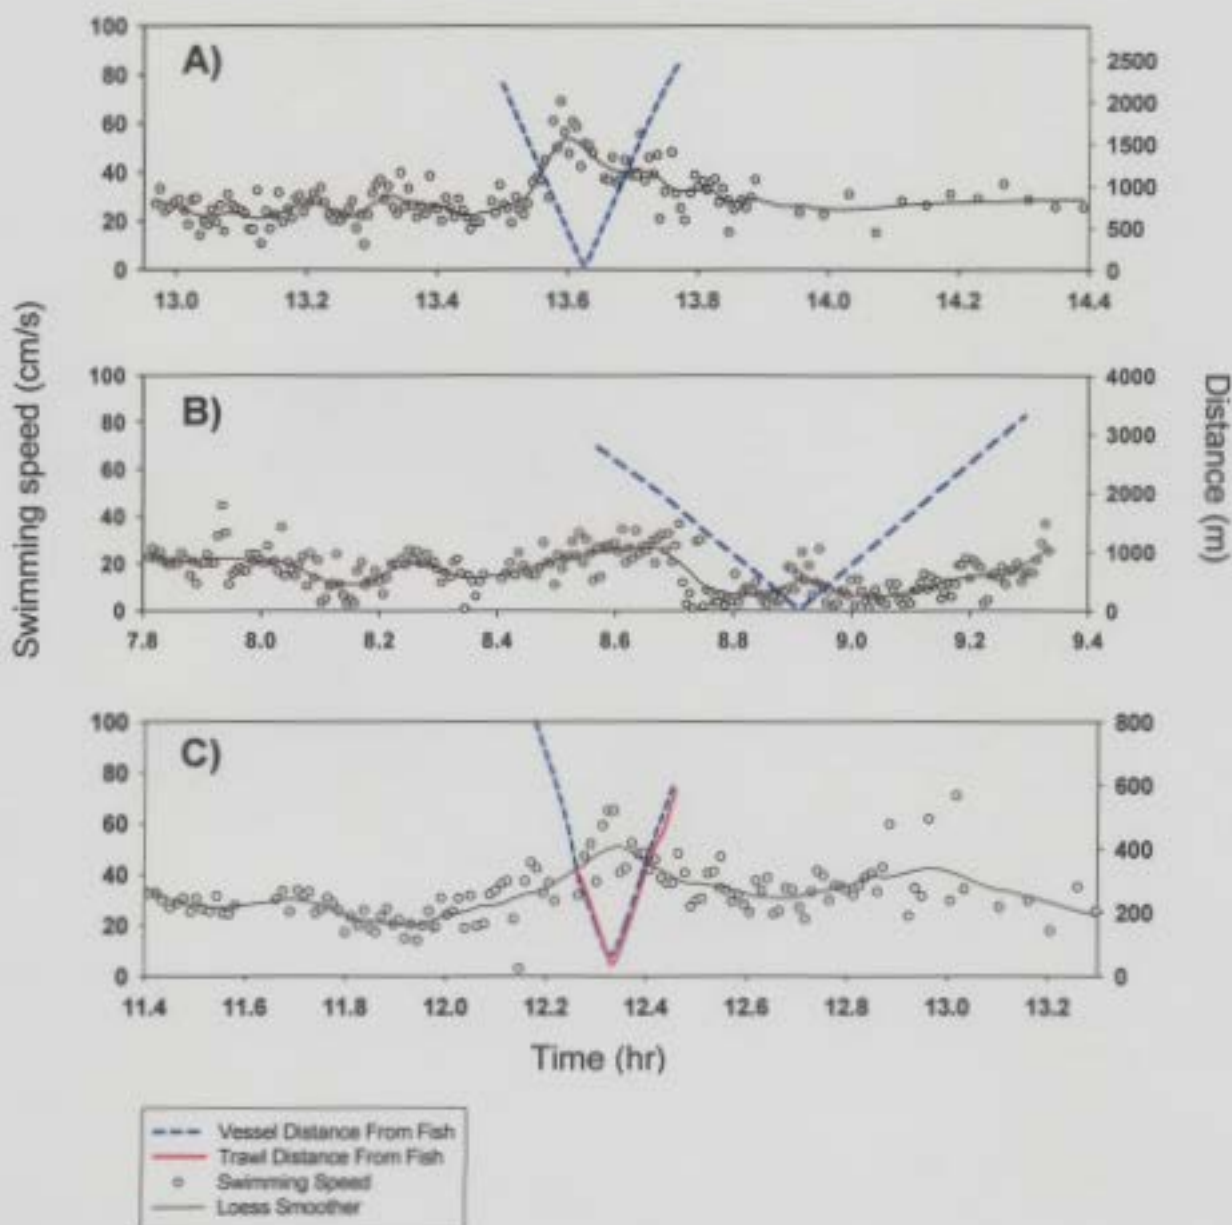 A)
100
80
60
40
20
0
2500
2000
1500
1000
500
0
13.0 13.2 13.4 13.6 13.8 14.0 14.2 14.4
B)
100
80
60
40
20
0
4000
3000
2000
1000
0
7.8 8.0 8.2 8.4 8.6 8.8 9.0 9.2 9.4
C)
100
80
60
40
20
0
800
600
400
200
0
11.4 11.6 11.8 12.0 12.2 12.4 12.6 12.8 13.0 13.2
Swimming speed (cm/s)
Distance (m)
Time (hr)
Vessel Distance From Fish
Trawl Distance From Fish
Swimming Speed
Loess Smoother